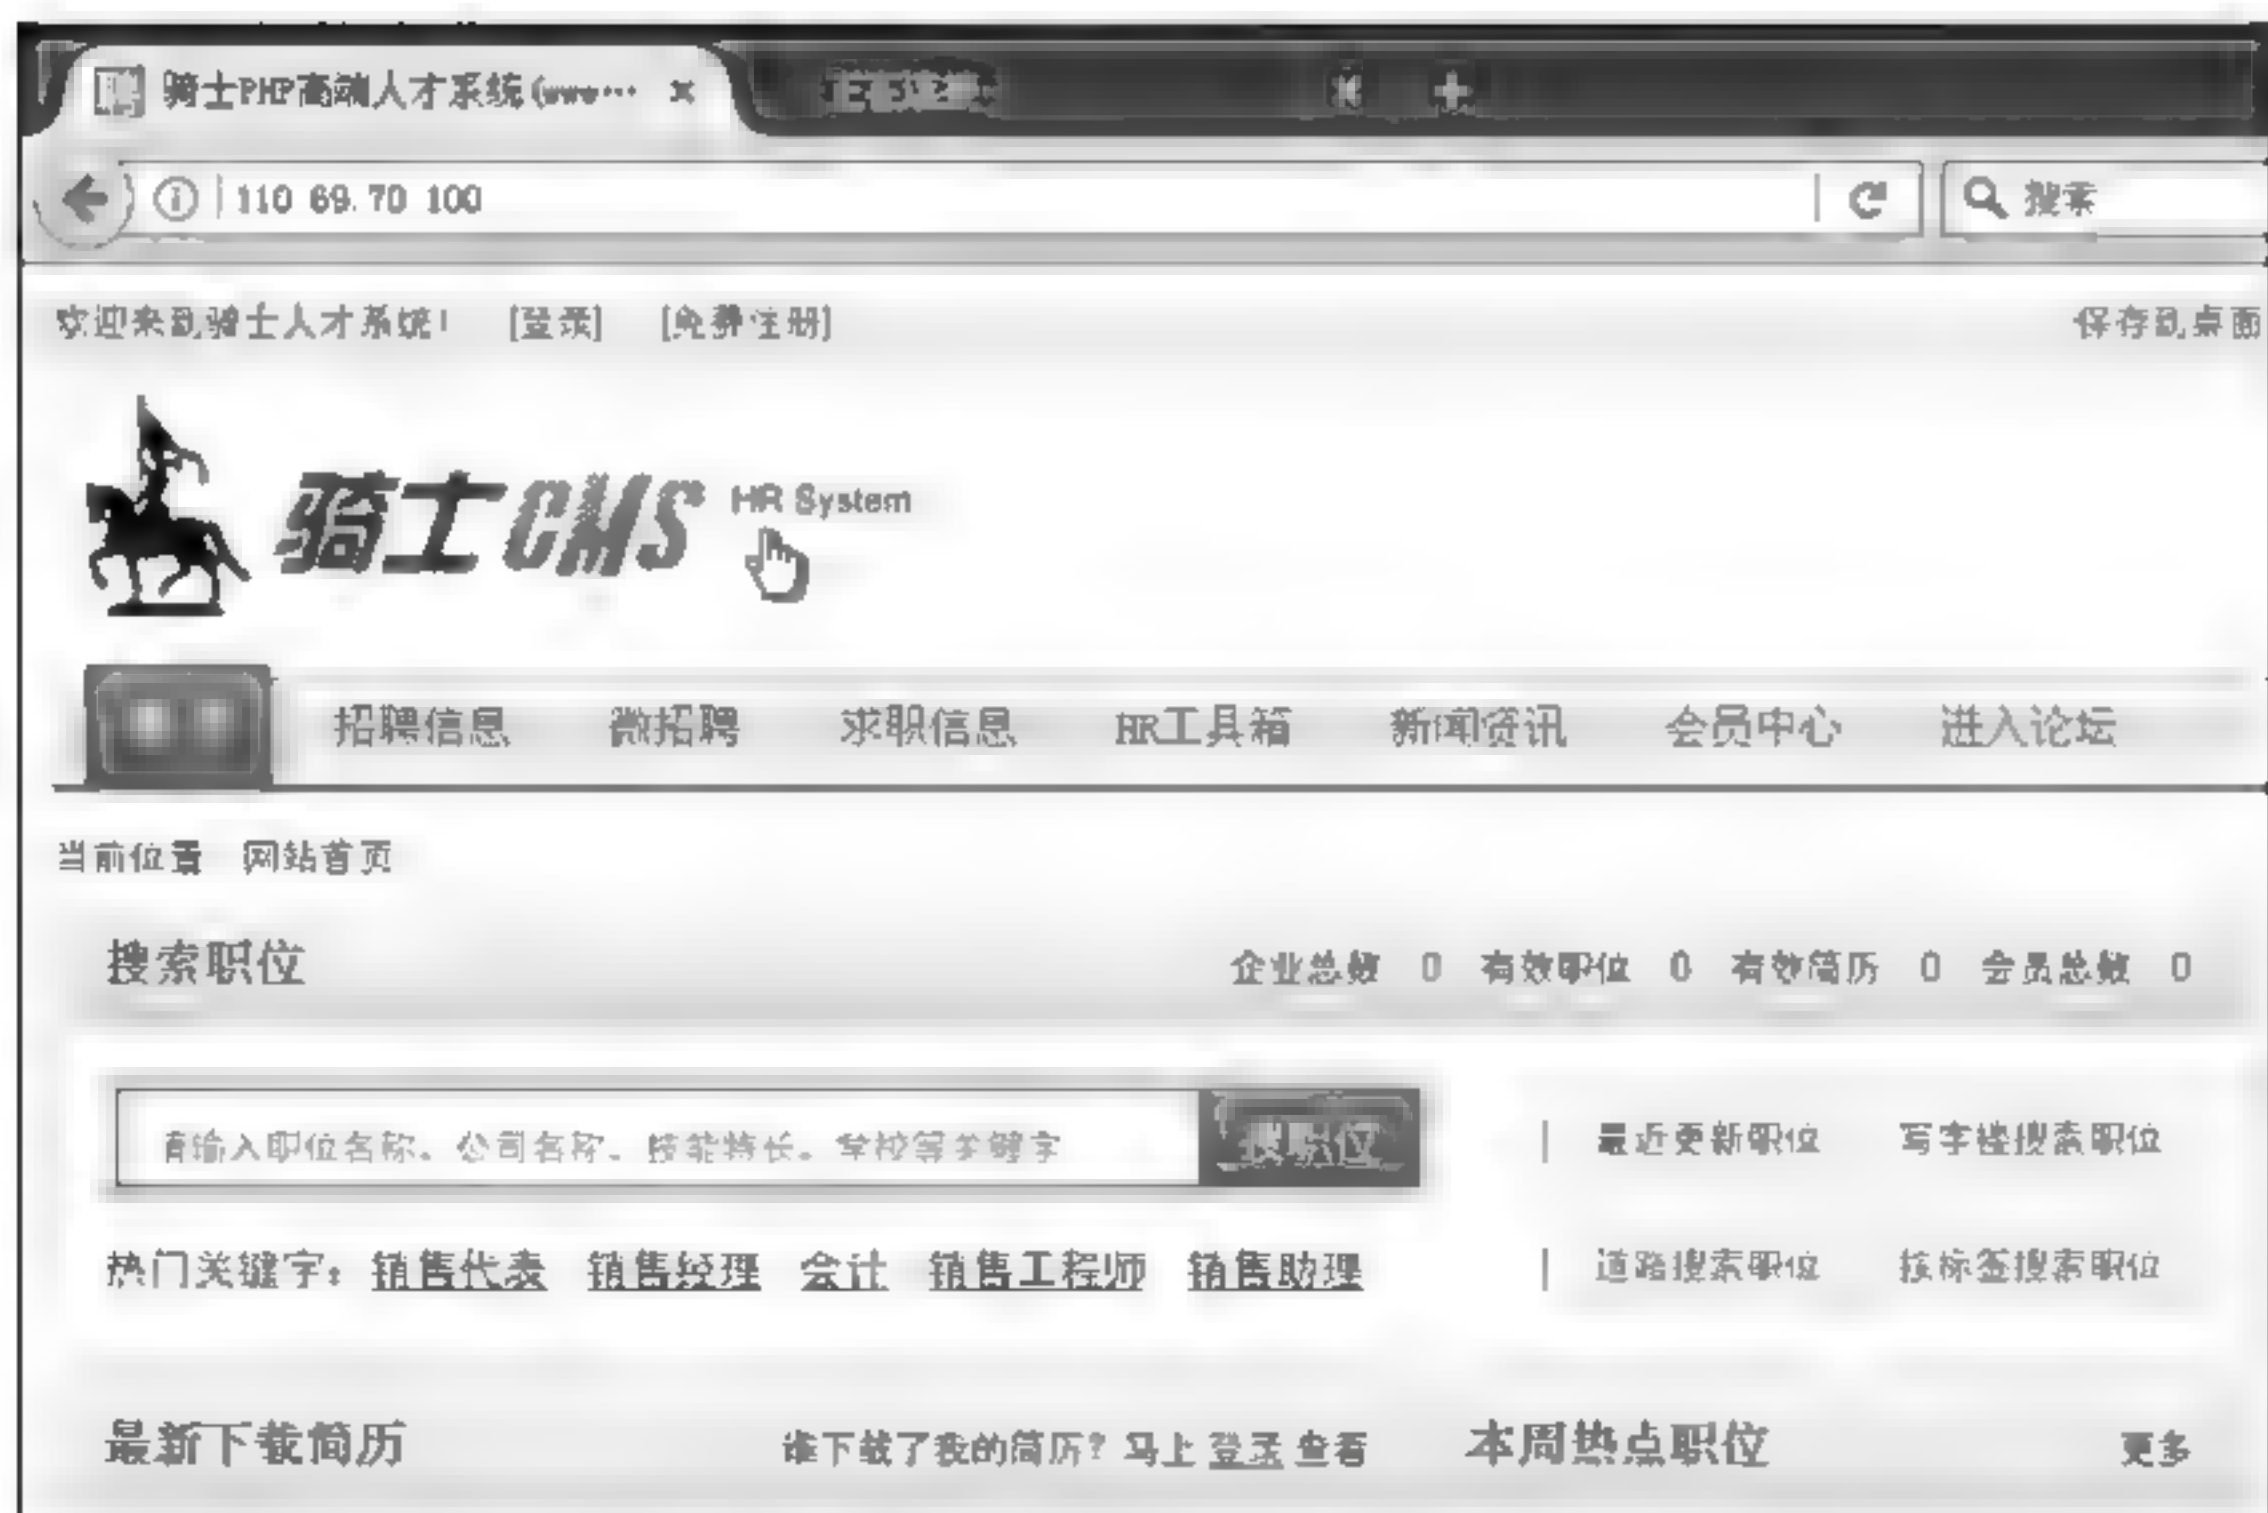 骑士PHP高端人才系统(www…
110 69.70 100
搜索
欢迎来到骑士人才系统! [登录] [免费注册] 保存到桌面
骑士CMS HR System
招聘信息 微招聘 求职信息 HR工具箱 新闻资讯 会员中心 进入论坛
当前位置 网站首页
搜索职位 企业总数 0 有效职位 0 有效简历 0 会员总数 0
请输入职位名称、公司名称、技能特长、学校等关键字 搜职位 | 最近更新职位 写字楼搜索职位
热门关键字: 销售代表 销售经理 会计 销售工程师 销售助理 | 道路搜索职位 按标签搜索职位
最新下载简历 谁下载了我的简历? 马上 登录 查看 本周热点职位 更多